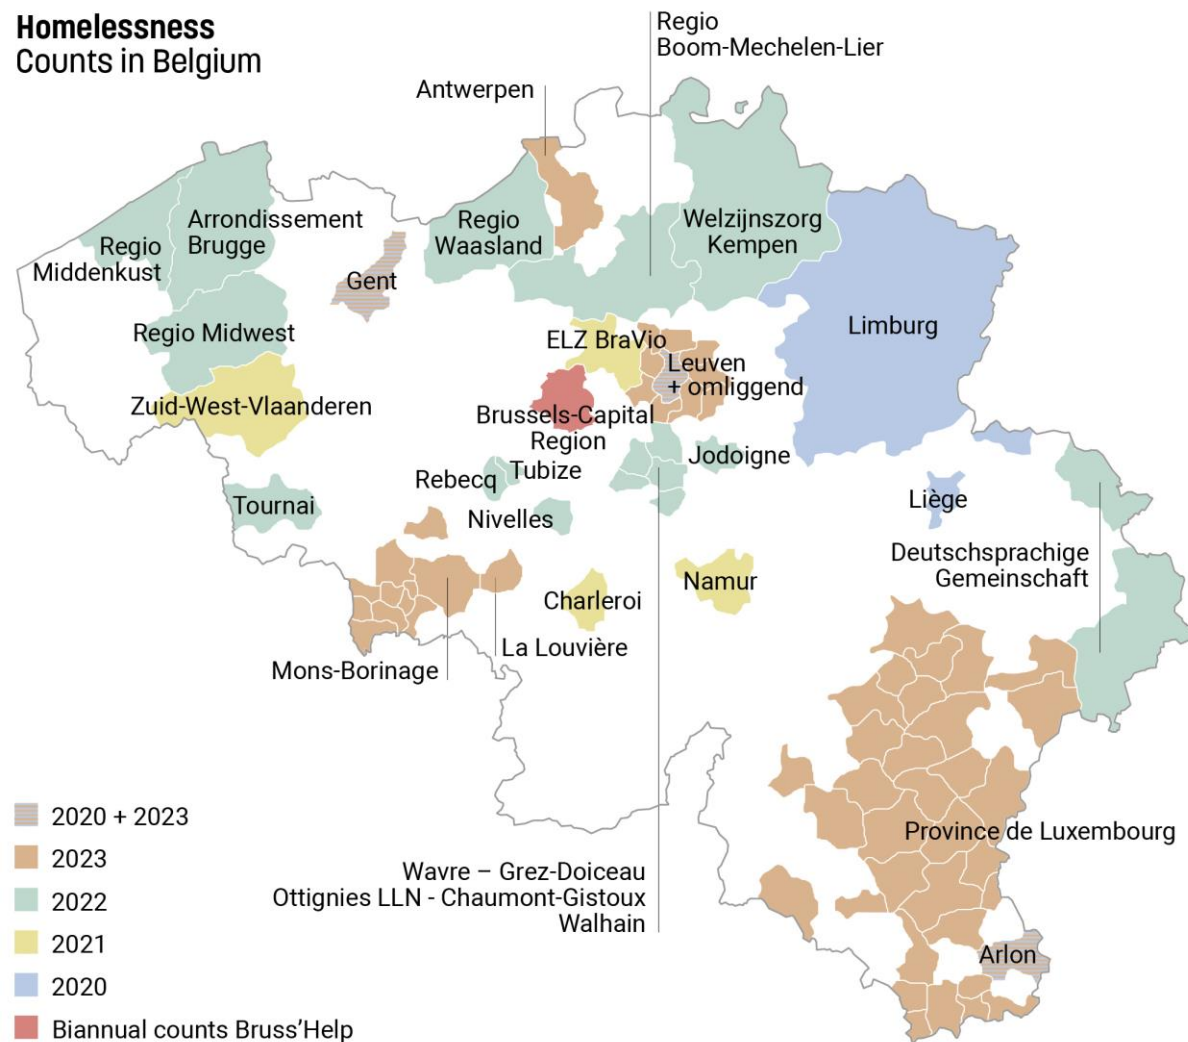 Homelessness
Counts in Belgium
Regio
Boom-Mechelen-Lier
Antwerpen
Arrondissement
Brugge
Regio
Middenkust
Regio
Waasland
Welzijnszorg
Kempen
Gent
Regio Midwest
Limburg
ELZ BraVio
Leuven
+ omliggend
Zuid-West-Vlaanderen
Brussels-Capital
Region
Jodoigne
Tubize
Rebecq
Tournai
Nivelles
Liège
Deutschsprachige
Gemeinschaft
Namur
Charleroi
La Louvière
Mons-Borinage
Province de Luxembourg
Wavre – Grez-Doiceau
Ottignies LLN - Chaumont-Gistoux
Walhain
Arlon
2020 + 2023
2023
2022
2021
2020
Biannual counts Bruss’Help